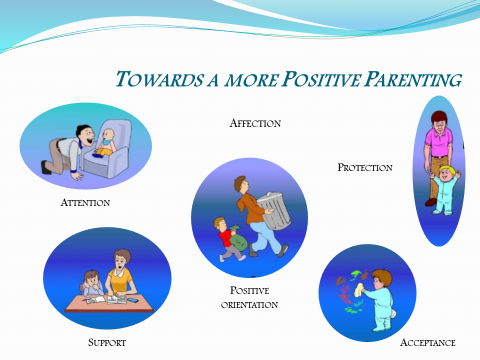 TOWARDS A MORE POSITIVE PARENTING
AFFECTION
PROTECTION
ATTENTION
POSITIVE
ORIENTATION
SUPPORT
ACCEPTANCE